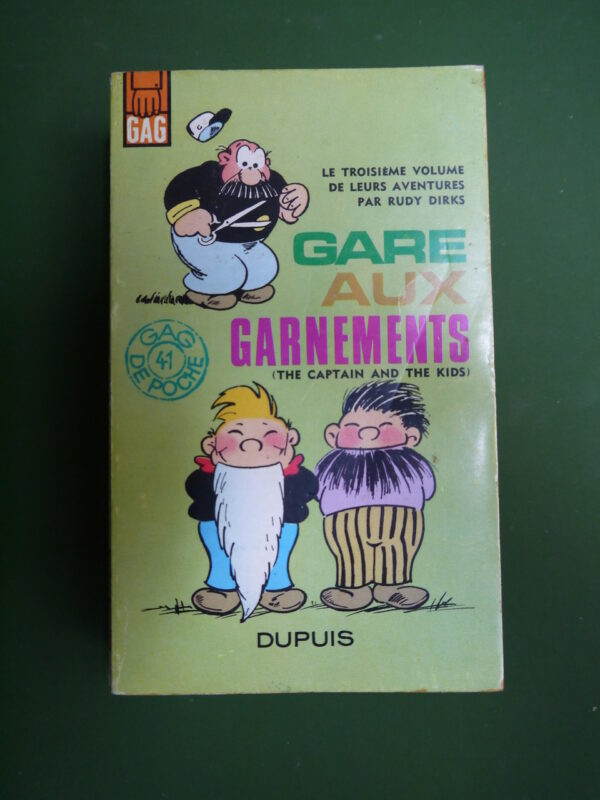 GAG
LE TROISIÈME VOLUME
DE LEURS AVENTURES
PAR RUDY DIRKS
GARE
AUX
GARNEMENTS
(THE CAPTAIN AND THE KIDS)
GAG
41
DE POCHE
DUPUIS